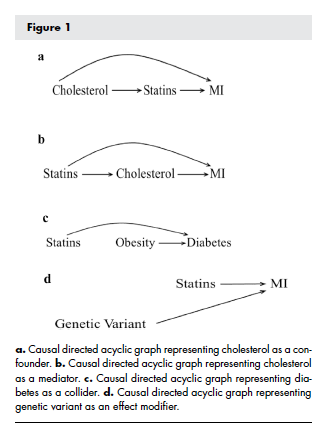 Figure 1
a
Cholesterol Statins MI
b
Statins Cholesterol MI
c
Statins Obesity Diabetes
d
Statins MI
Genetic Variant
a. Causal directed acyclic graph representing cholesterol as a con-
founder. b. Causal directed acyclic graph representing cholesterol
as a mediator. c. Causal directed acyclic graph representing dia-
betes as a collider. d. Causal directed acyclic graph representing
genetic variant as an effect modifier.